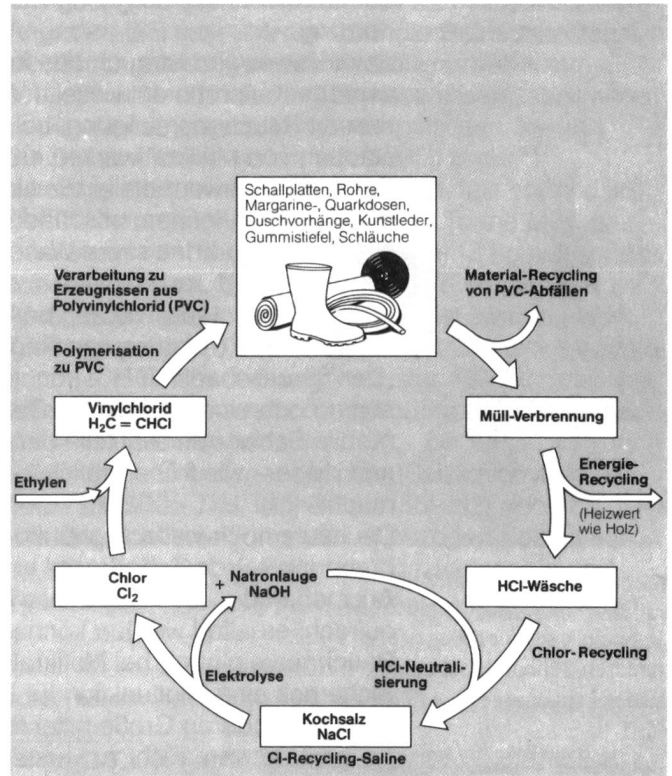 Schallplatten, Rohre,
Margarine-, Quarkdosen,
Duschvorhänge, Kunstleder,
Gummistiefel, Schläuche
Verarbeitung zu
Erzeugnissen aus
Polyvinylchlorid (PVC)
Material-Recycling
von PVC-Abfällen
Polymerisation
zu PVC
Vinylchlorid
H₂C = CHCl
Müll-Verbrennung
Ethylen
Energie-
Recycling
(Heizwert
wie Holz)
Chlor
Cl₂
+ Natronlauge
NaOH
HCl-Wäsche
Elektrolyse
HCl-Neutrali-
sierung
Chlor-Recycling
Kochsalz
NaCl
Cl-Recycling-Saline